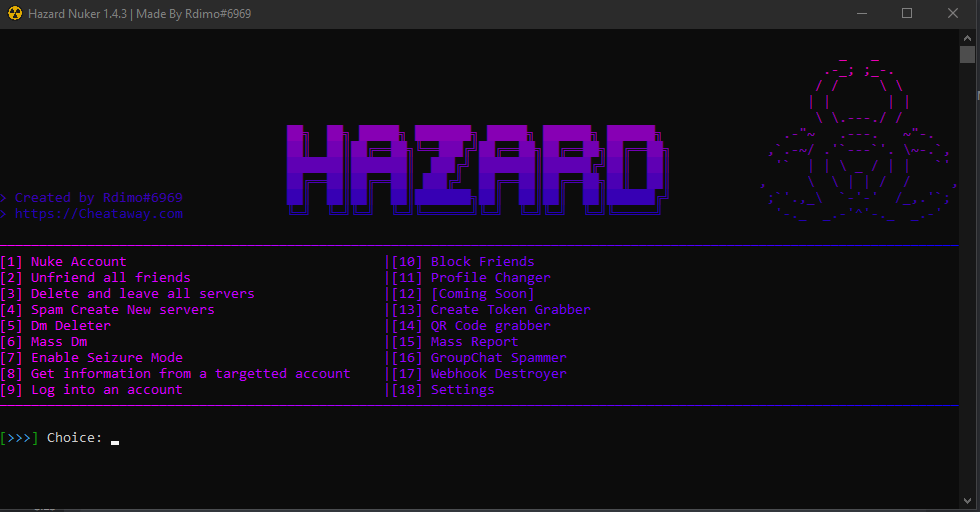 Hazard Nuker 1.4.3 | Made By Rdimo#6969
HAZARD
> Created by Rdimo#6969
> https://Cheataway.com
[1] Nuke Account |[10] Block Friends
[2] Unfriend all friends |[11] Profile Changer
[3] Delete and leave all servers |[12] [Coming Soon]
[4] Spam Create New servers |[13] Create Token Grabber
[5] Dm Deleter |[14] QR Code grabber
[6] Mass Dm |[15] Mass Report
[7] Enable Seizure Mode |[16] GroupChat Spammer
[8] Get information from a targetted account |[17] Webhook Destroyer
[9] Log into an account |[18] Settings
[>>>] Choice: